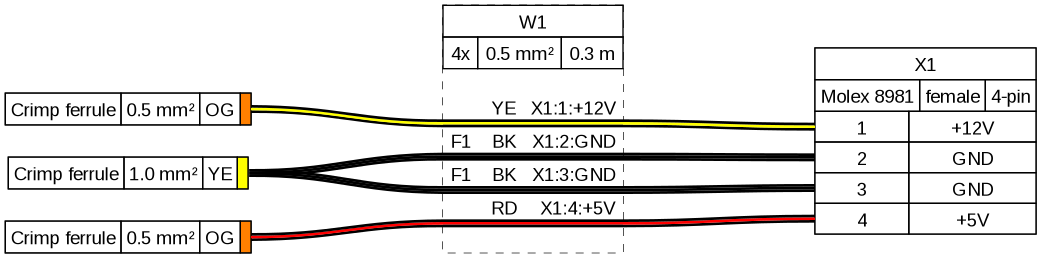 W1
4x 0.5 mm² 0.3 m
X1
Molex 8981 female 4-pin
Crimp ferrule 0.5 mm² OG
YE X1:1:+12V
1 +12V
F1 BK X1:2:GND
2 GND
Crimp ferrule 1.0 mm² YE
F1 BK X1:3:GND
3 GND
RD X1:4:+5V
4 +5V
Crimp ferrule 0.5 mm² OG